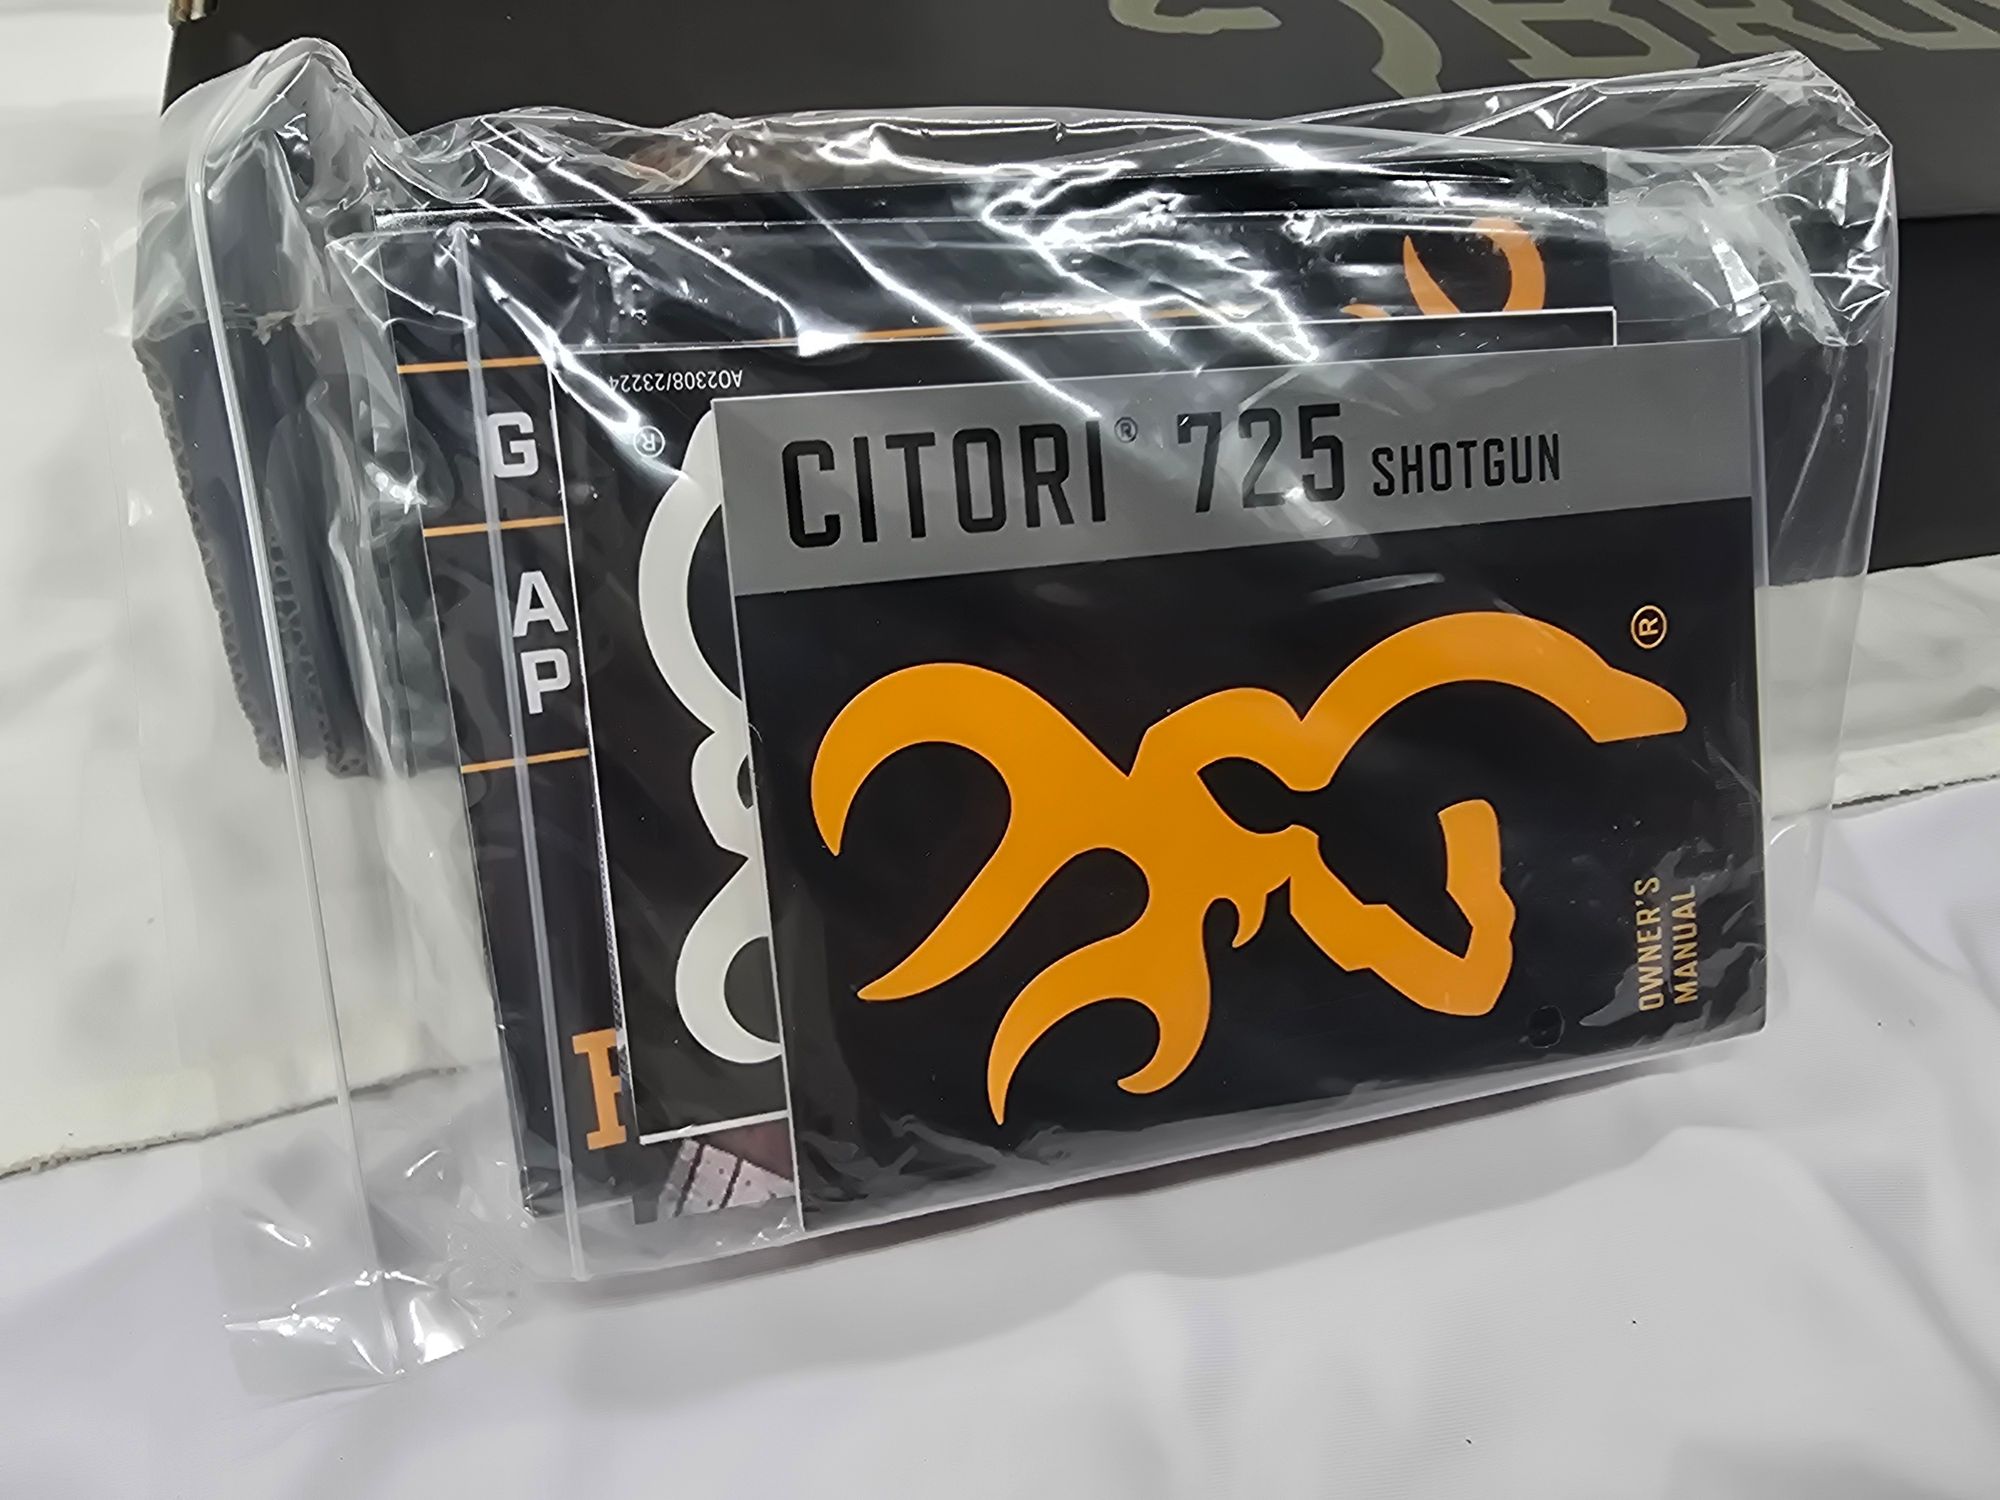 CITORI® 725 SHOTGUN
®
OWNER'S
MANUAL
A02308/23224
®
G
AP